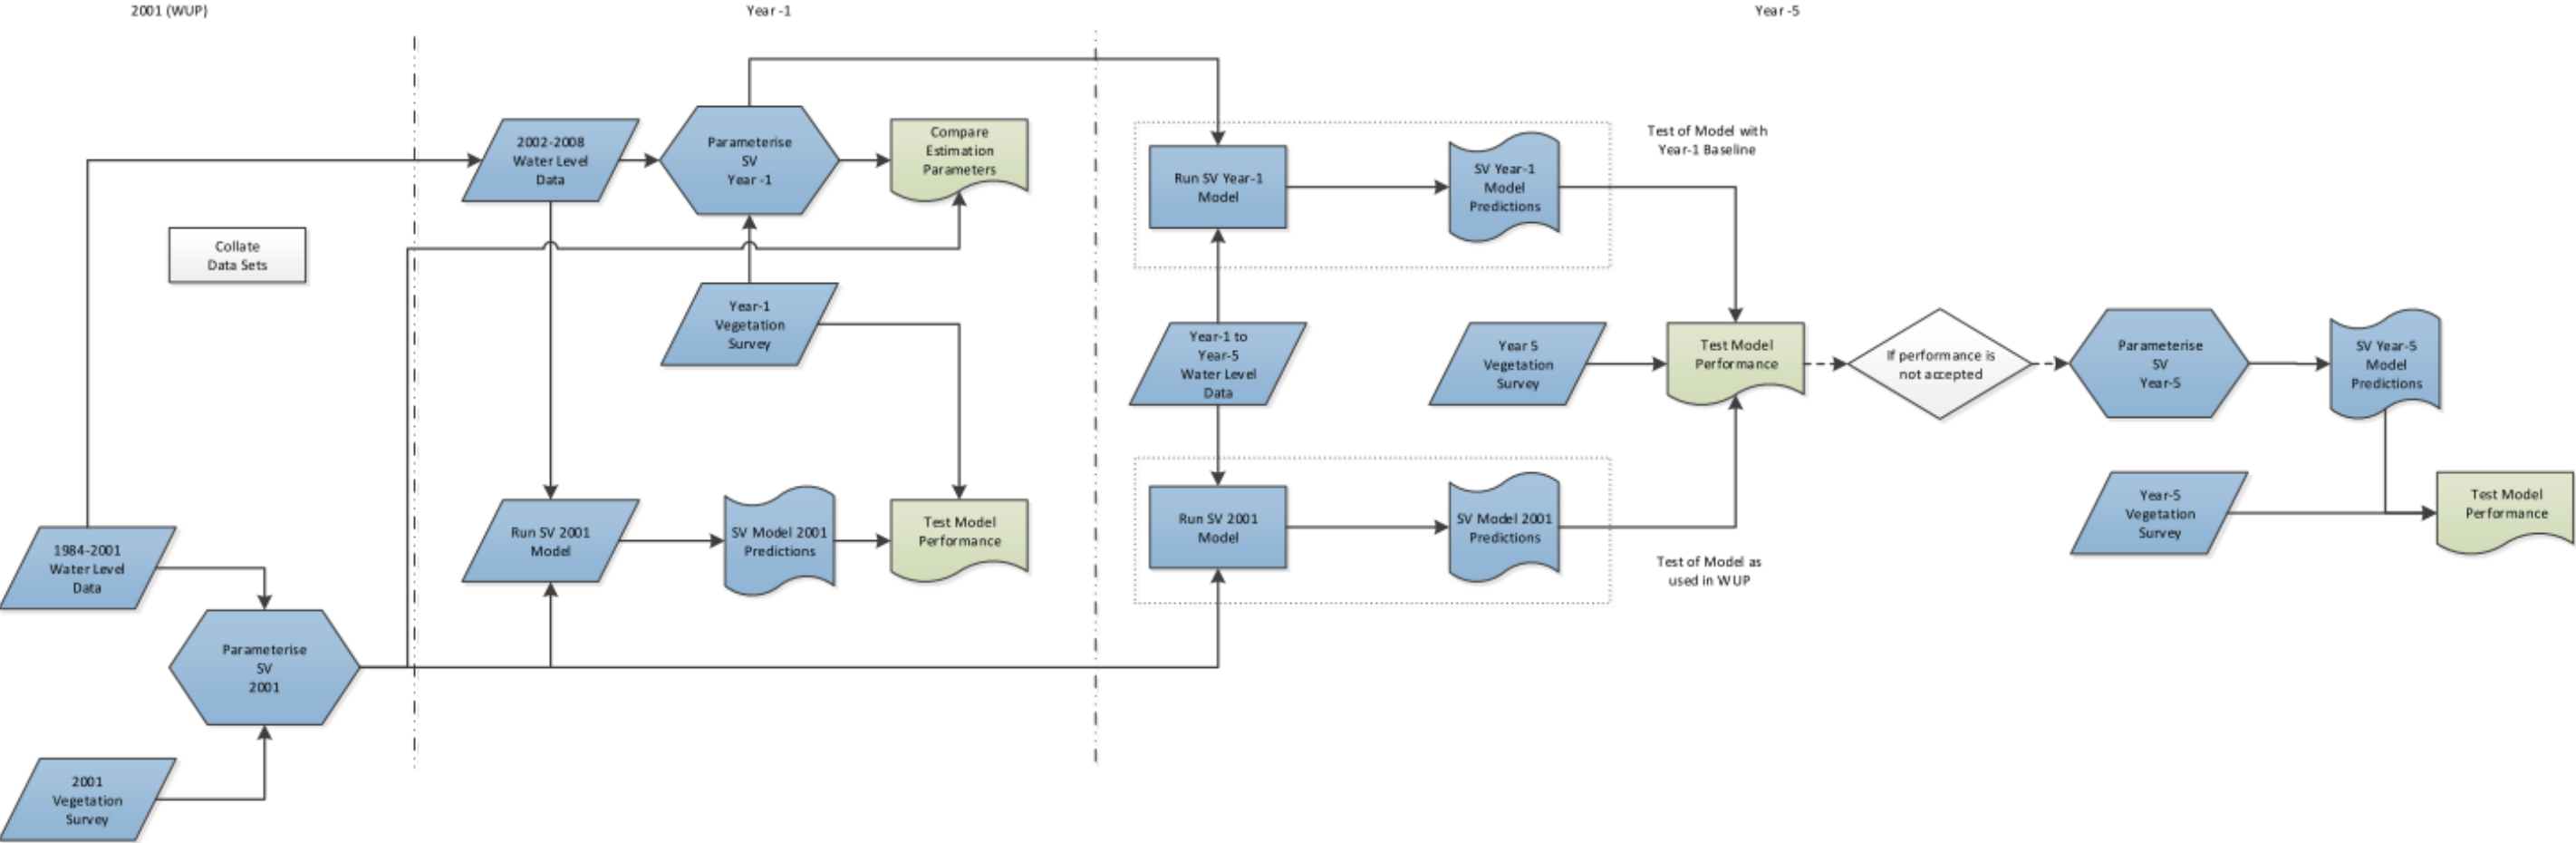 2001 (WUP)
Year -1
Year -5
2002-2008
Water Level
Data
Parameterise
SV
Year -1
Compare
Estimation
Parameters
Collate
Data Sets
Year-1
Vegetation
Survey
1984-2001
Water Level
Data
Parameterise
SV
2001
2001
Vegetation
Survey
Run SV 2001
Model
SV Model 2001
Predictions
Test Model
Performance
Run SV Year-1
Model
SV Year-1
Model
Predictions
Test of Model with
Year-1 Baseline
Year-1 to
Year-5
Water Level
Data
Year 5
Vegetation
Survey
Test Model
Performance
If performance is
not accepted
Parameterise
SV
Year-5
SV Year-5
Model
Predictions
Run SV 2001
Model
SV Model 2001
Predictions
Test of Model as
used in WUP
Year-5
Vegetation
Survey
Test Model
Performance